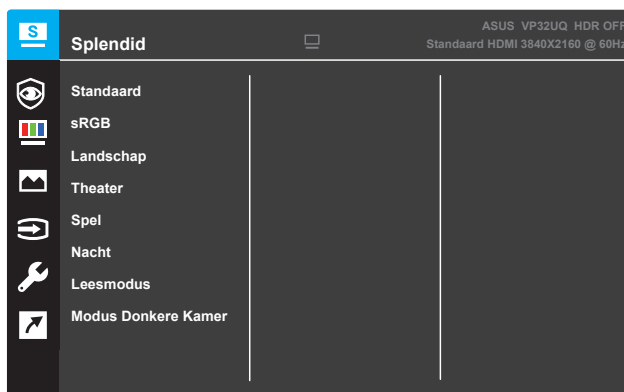 S
ASUS VP32UQ HDR OFF
Splendid
Standaard HDMI 3840X2160 @ 60Hz
Standaard
sRGB
Landschap
Theater
Spel
Nacht
Leesmodus
Modus Donkere Kamer